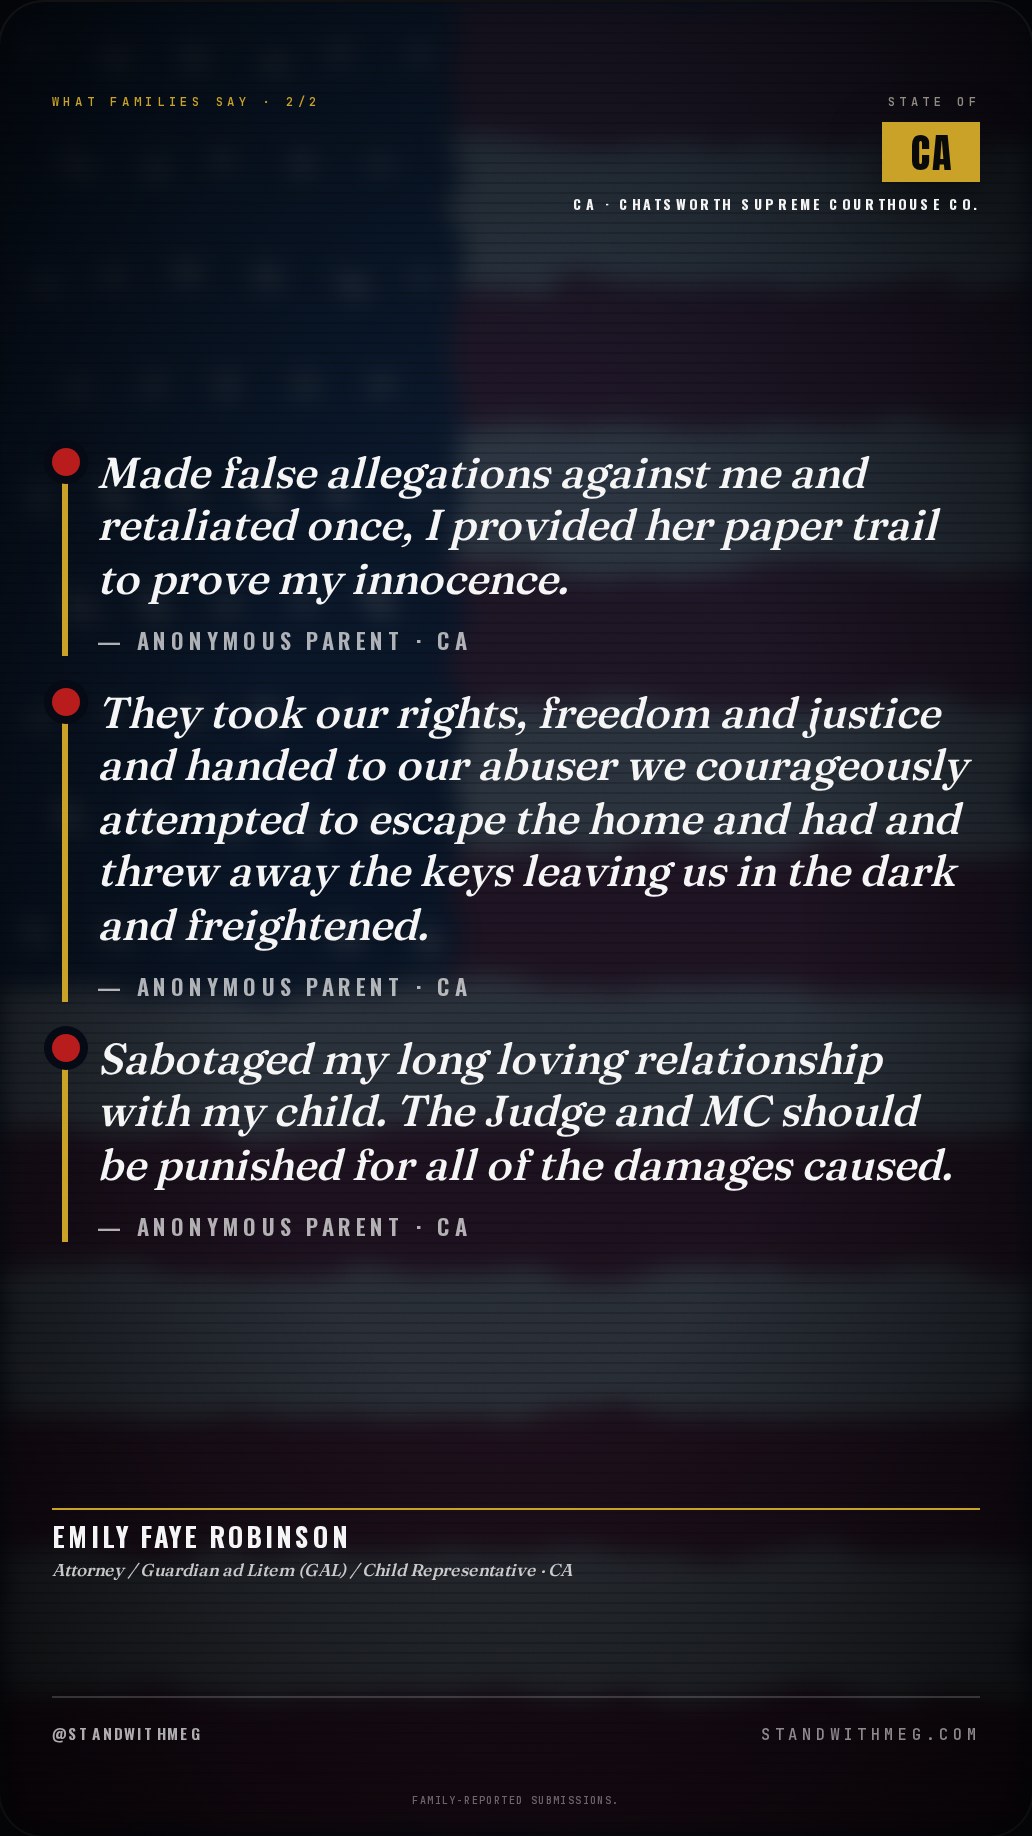 WHAT FAMILIES SAY · 2/2
STATE OF
CA
CA · CHATSWORTH SUPREME COURTHOUSE CO.
Made false allegations against me and
retaliated once, I provided her paper trail
to prove my innocence.
— ANONYMOUS PARENT · CA
They took our rights, freedom and justice
and handed to our abuser we courageously
attempted to escape the home and had and
threw away the keys leaving us in the dark
and freightened.
— ANONYMOUS PARENT · CA
Sabotaged my long loving relationship
with my child. The Judge and MC should
be punished for all of the damages caused.
— ANONYMOUS PARENT · CA
EMILY FAYE ROBINSON
Attorney / Guardian ad Litem (GAL) / Child Representative · CA
@STANDWITHMEG
STANDWITHMEG.COM
FAMILY-REPORTED SUBMISSIONS.